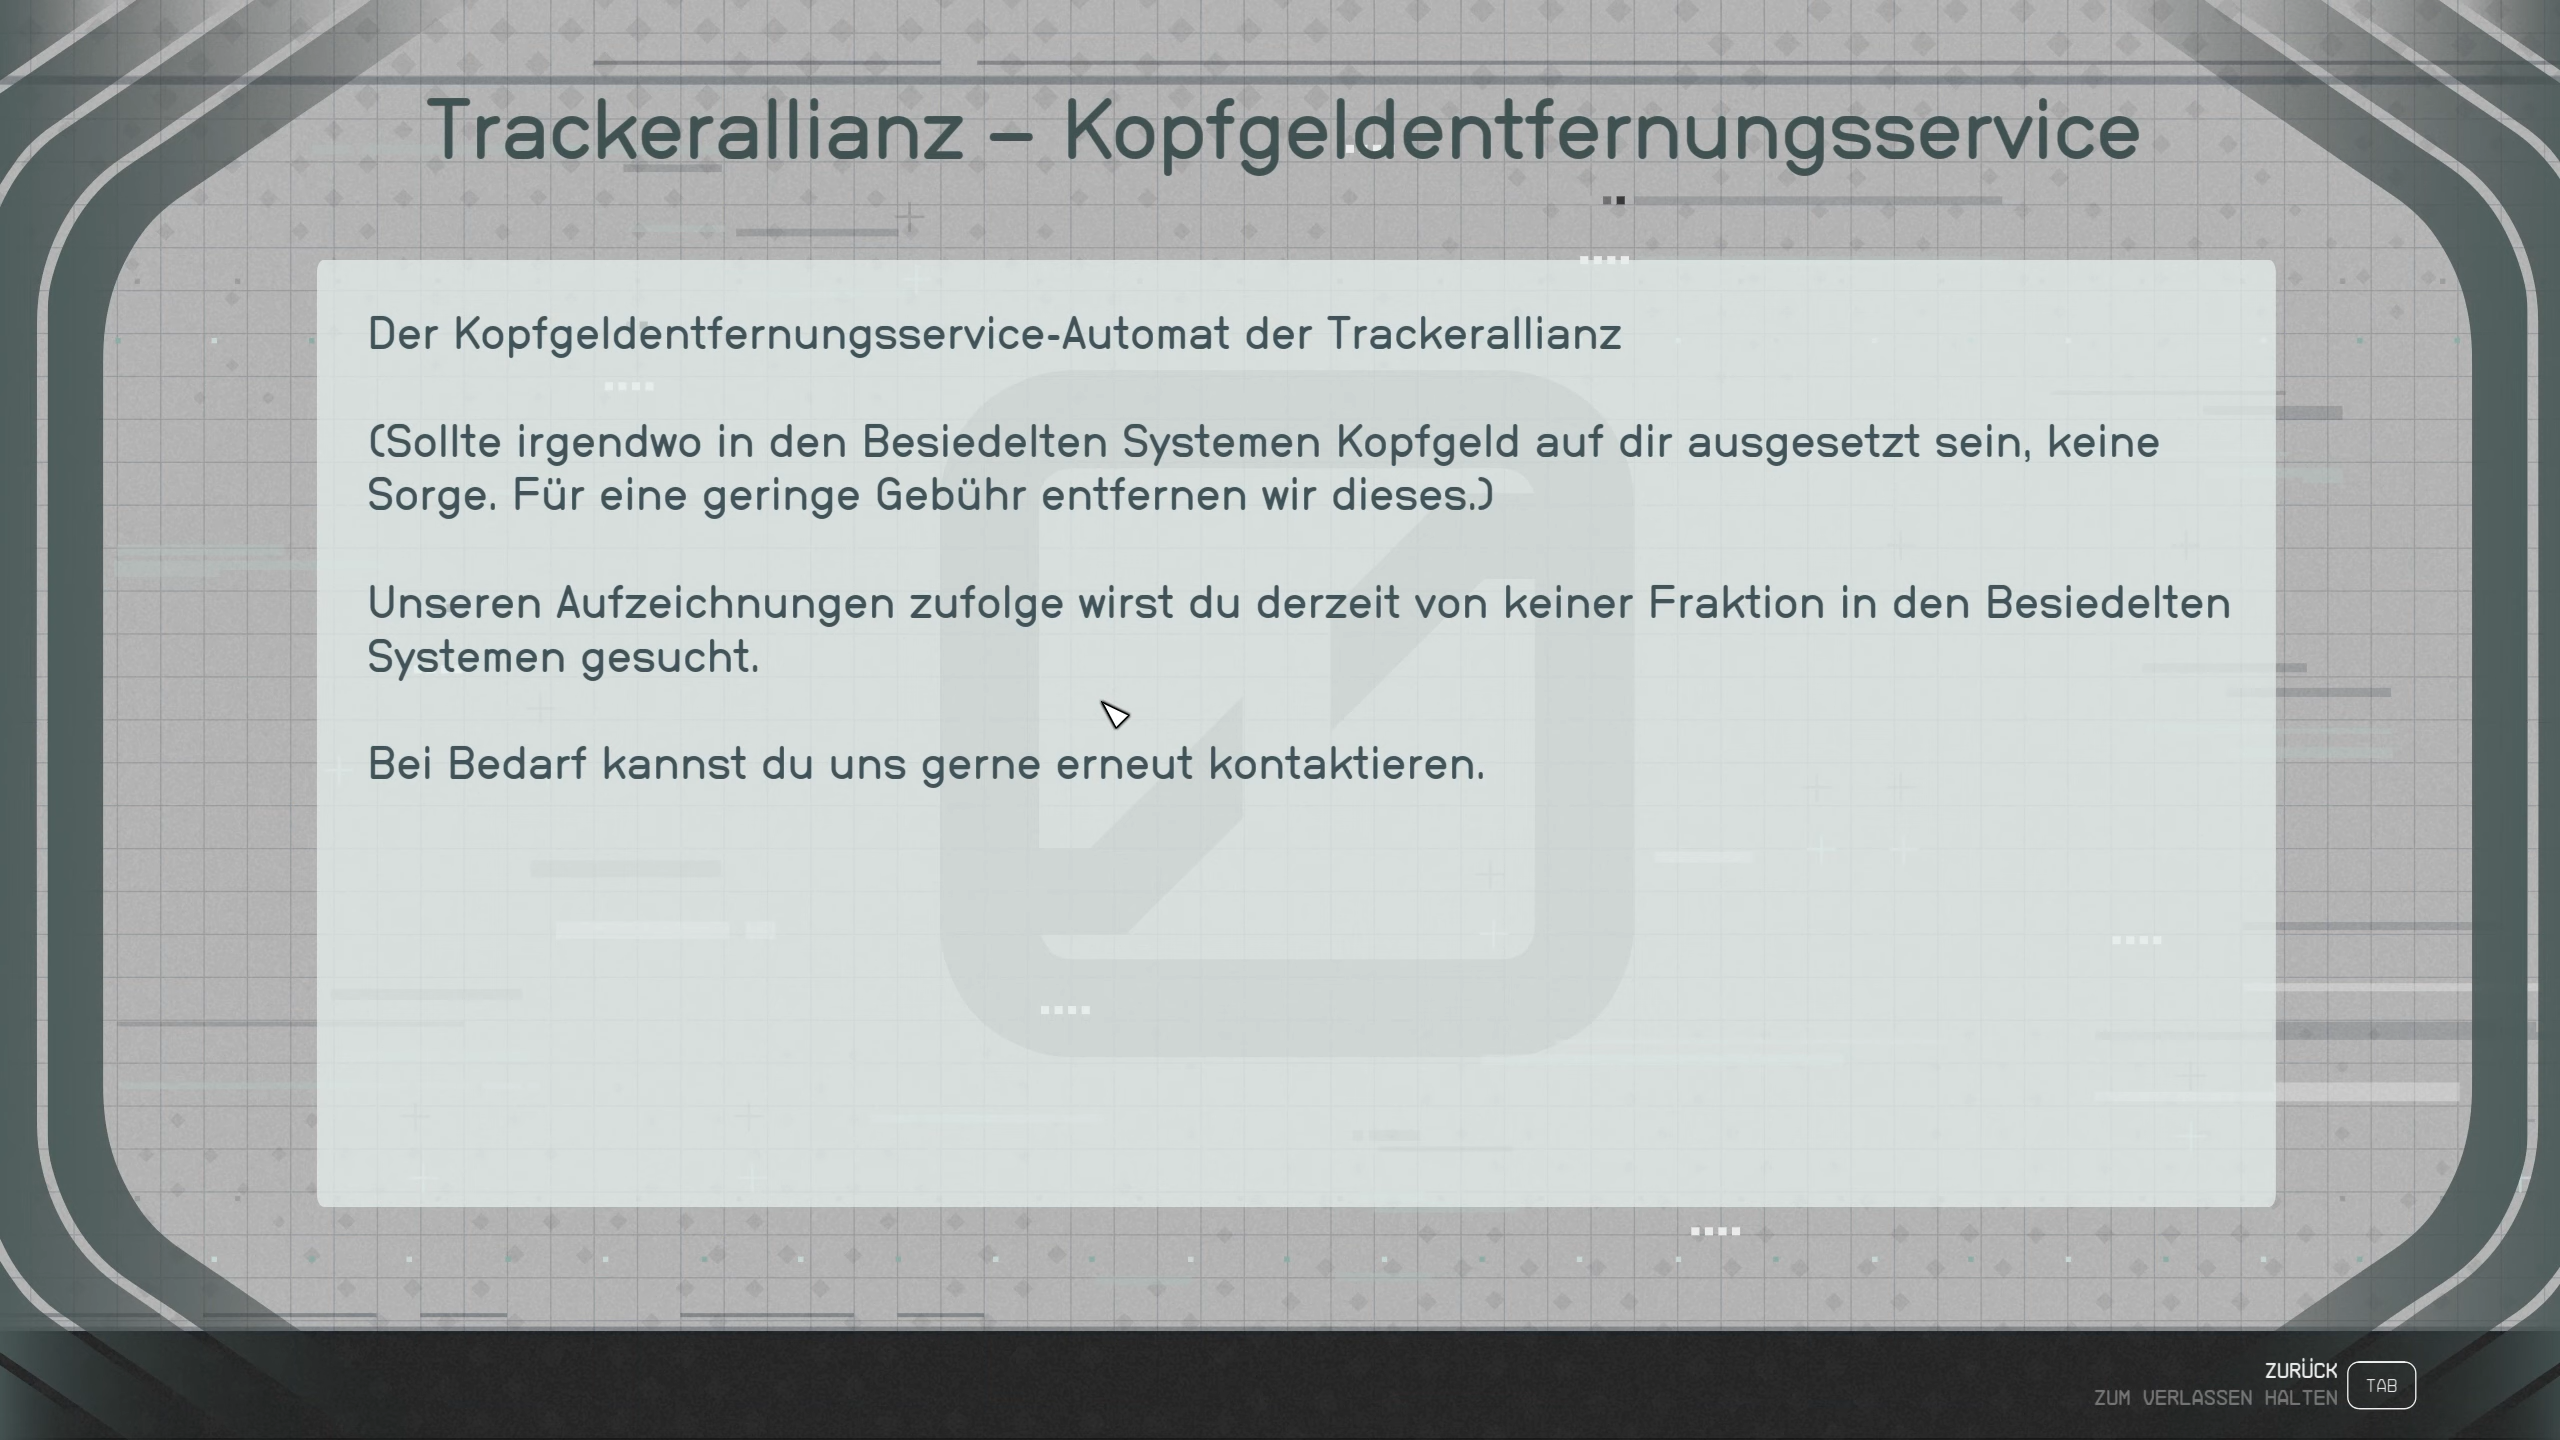 Trackerallianz – Kopfgeldentfernungsservice
Der Kopfgeldentfernungsservice-Automat der Trackerallianz
(Sollte irgendwo in den Besiedelten Systemen Kopfgeld auf dir ausgesetzt sein, keine
Sorge. Für eine geringe Gebühr entfernen wir dieses.)
Unseren Aufzeichnungen zufolge wirst du derzeit von keiner Fraktion in den Besiedelten
Systemen gesucht.
Bei Bedarf kannst du uns gerne erneut kontaktieren.
ZURÜCK
ZUM VERLASSEN HALTEN
TAB